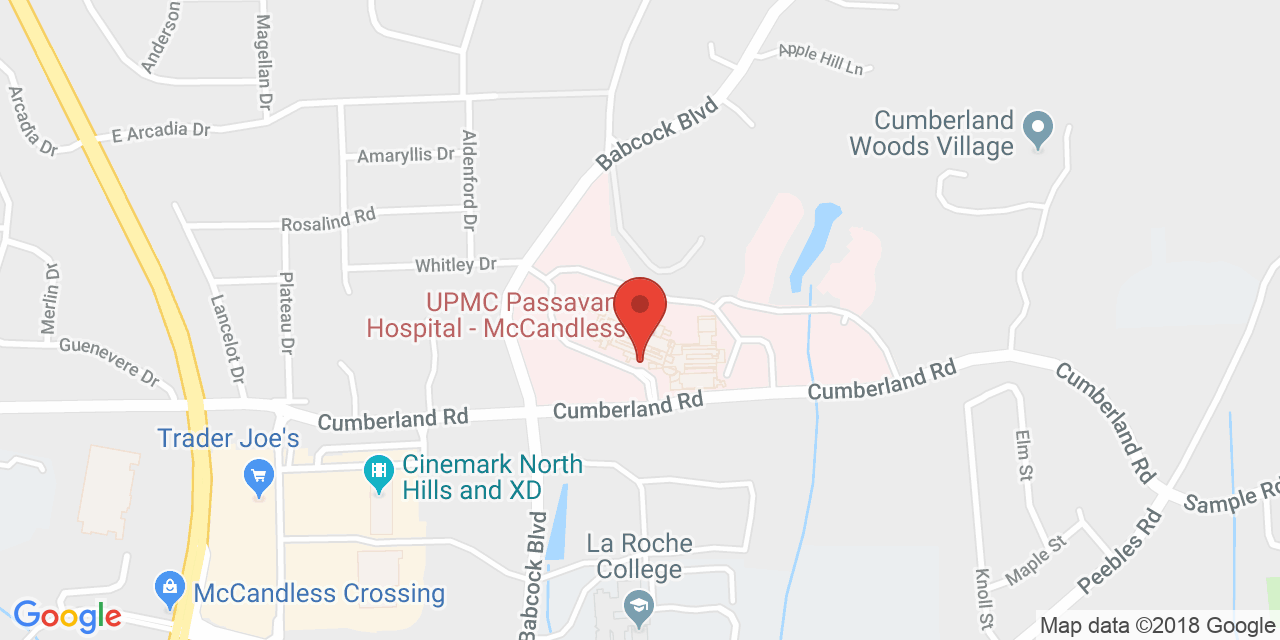 Anderson
Magellan Dr
Apple Hill Ln
Arcadia Dr
E Arcadia Dr
Babcock Blvd
Cumberland
Woods Village
Amaryllis Dr
Aldenford Dr
Rosalind Rd
Whitley Dr
Merlin Dr
Plateau Dr
Lancelot Dr
UPMC Passavan
Hospital - McCandless
Guenevere Dr
Cumberland Rd
Cumberland Rd
Cumberland Rd
Cumberland Rd
Trader Joe's
Cinemark North
Hills and XD
Elm St
Sample Rd
Babcock Blvd
La Roche
College
Maple St
Peebles Rd
Knoll St
McCandless Crossing
Google
Map data ©2018 Google